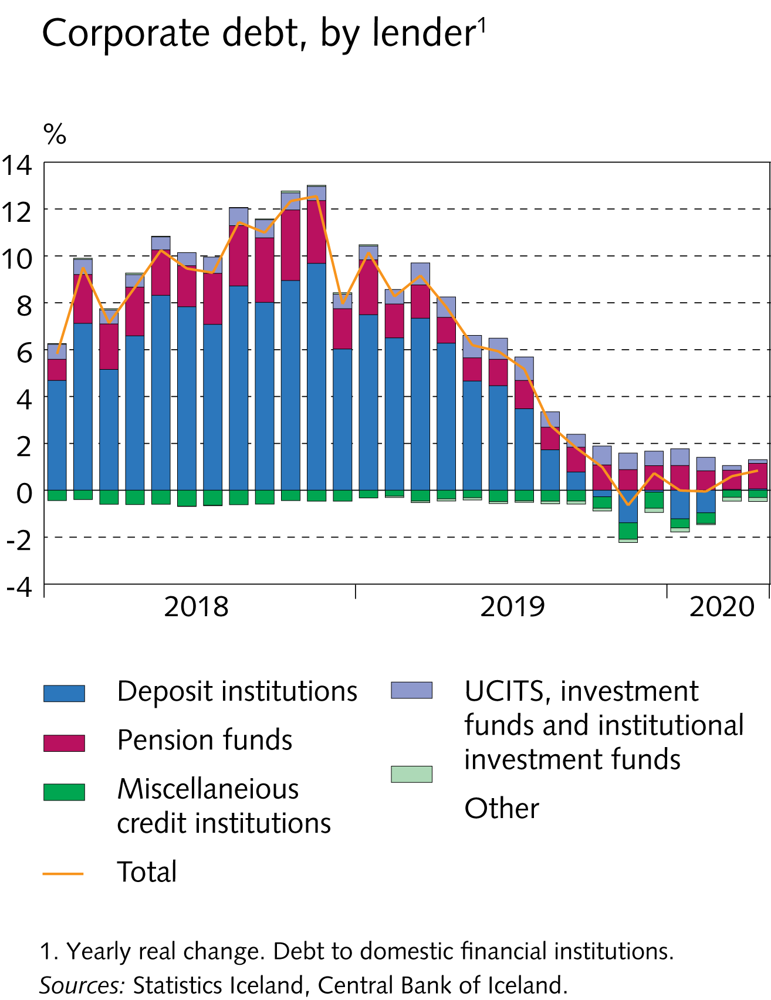 Corporate debt, by lender¹
%
14
12
10
8
6
4
2
0
-2
-4
2018
2019
2020
Deposit institutions
Pension funds
Miscellaneious
credit institutions
Total
UCITS, investment
funds and institutional
investment funds
Other
1. Yearly real change. Debt to domestic financial institutions.
Sources: Statistics Iceland, Central Bank of Iceland.